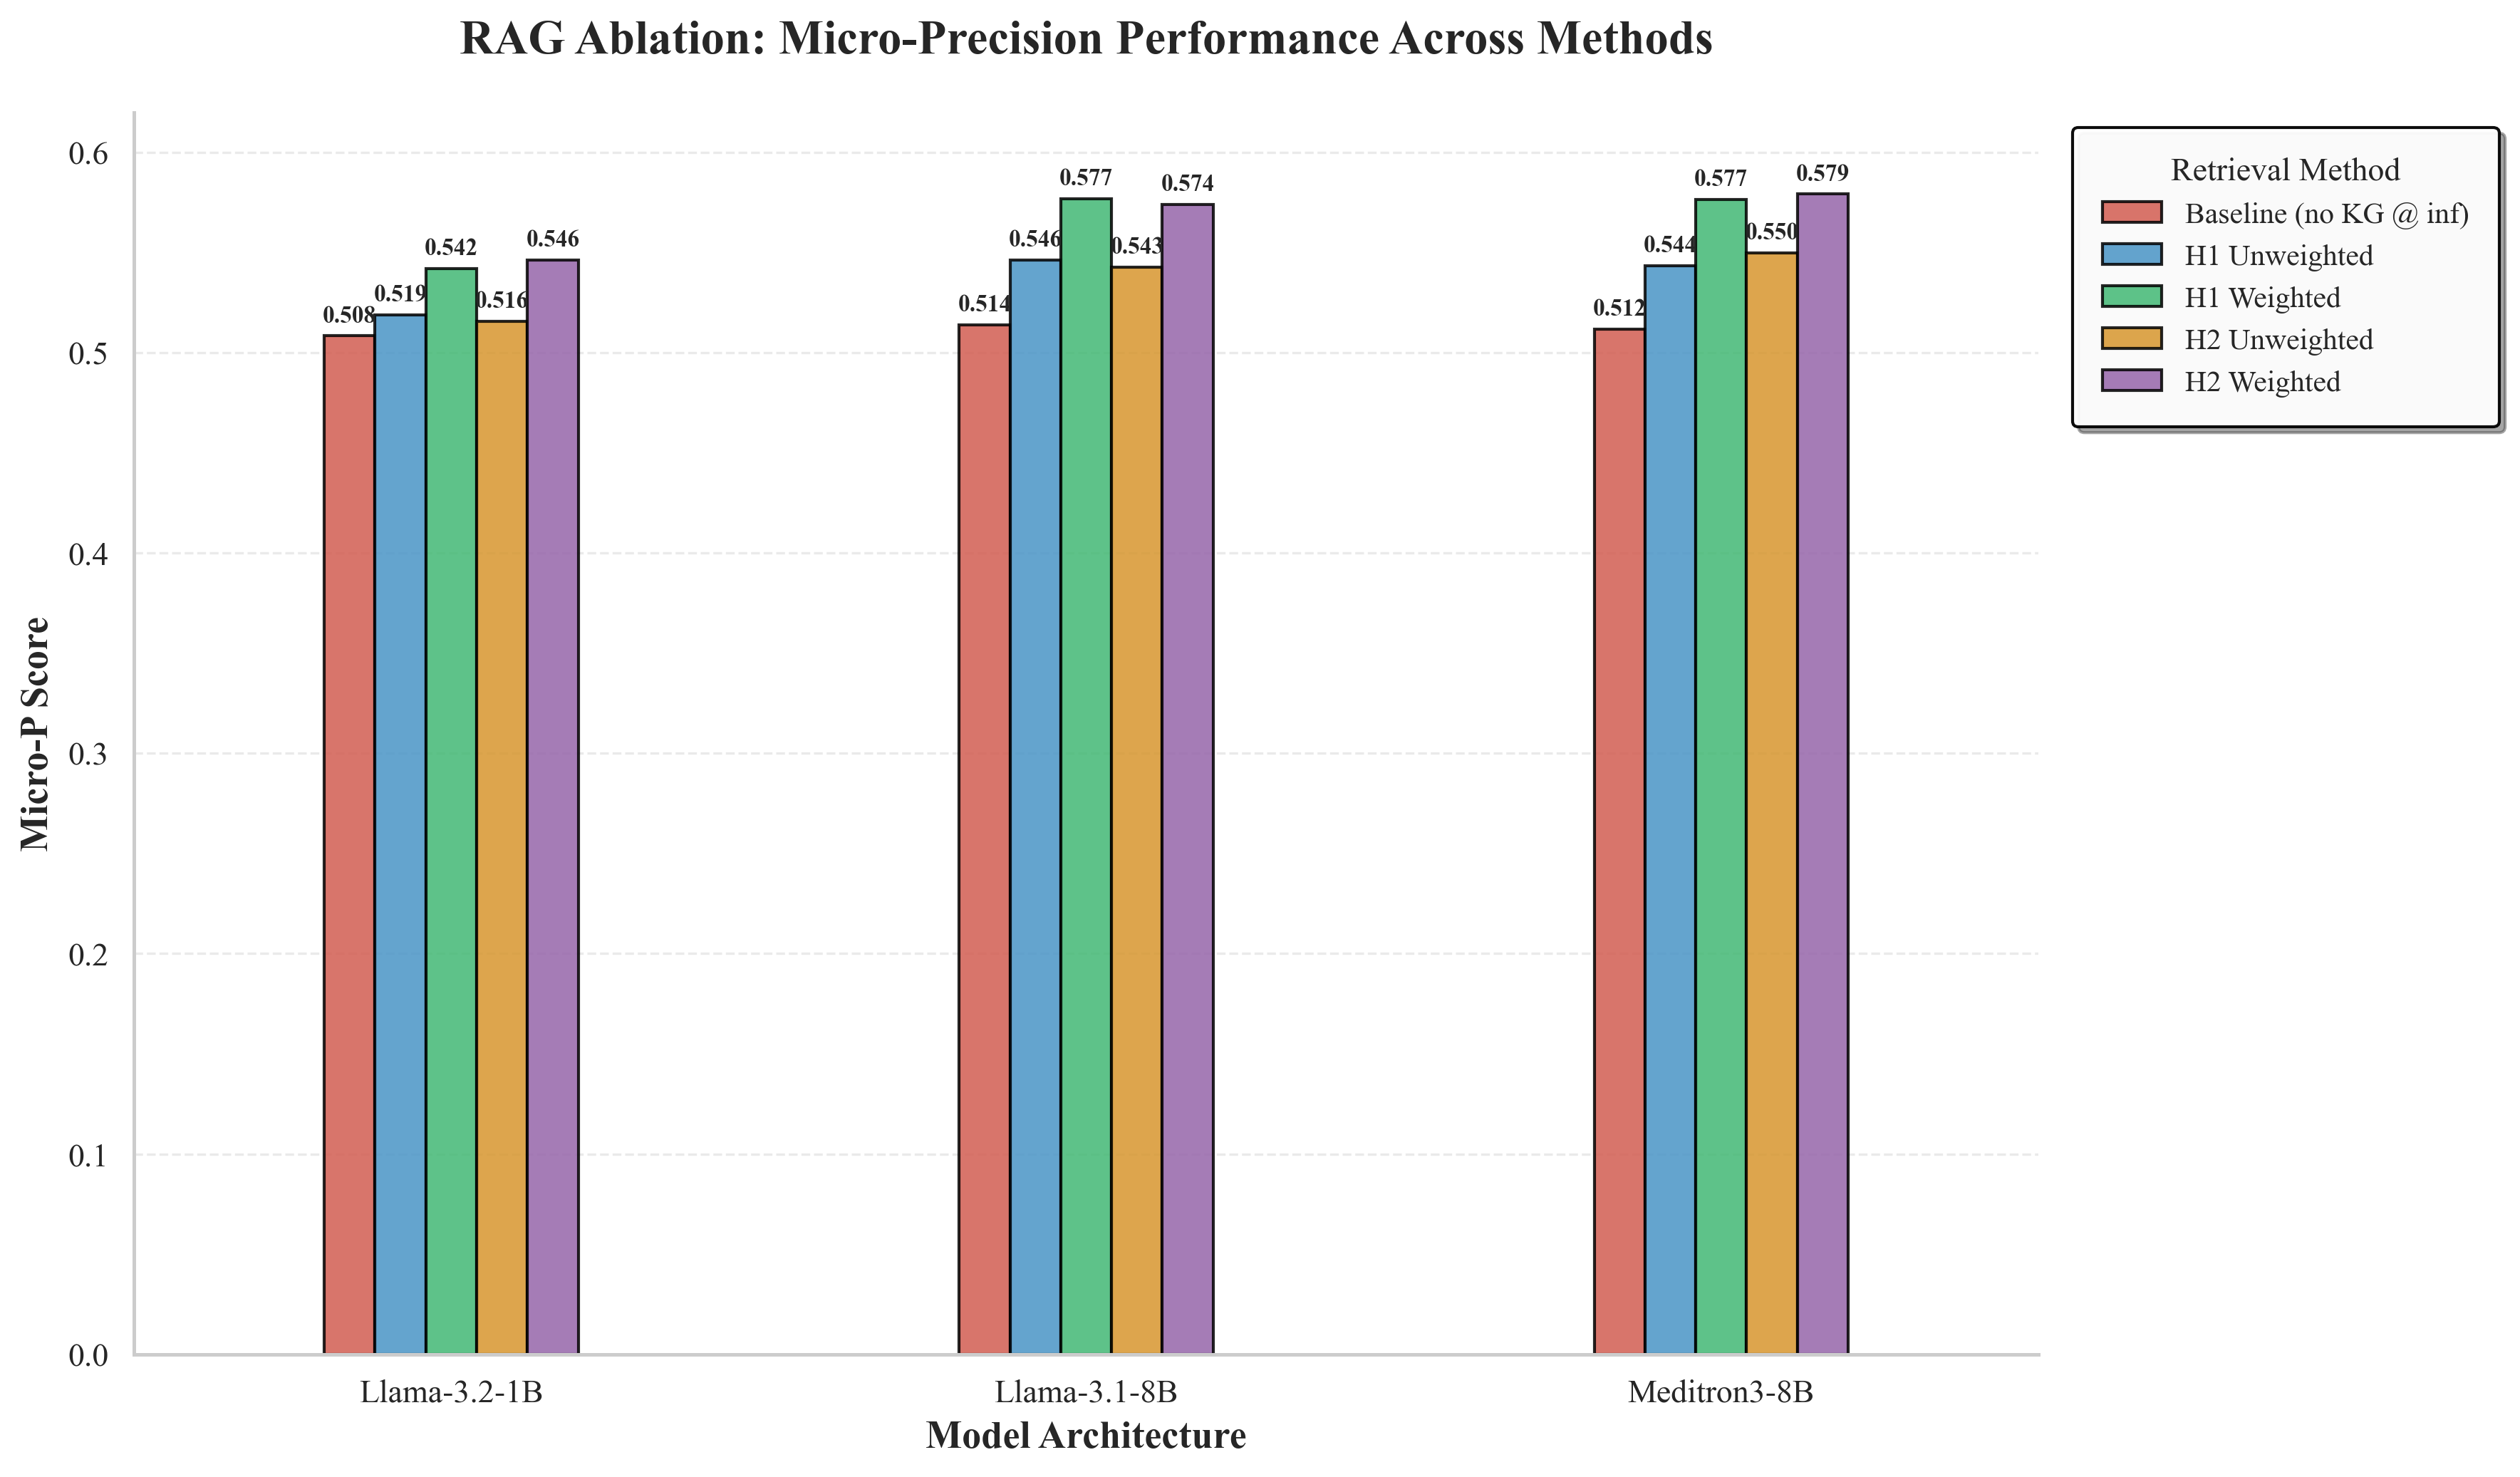 RAG Ablation: Micro-Precision Performance Across Methods
Micro-P Score
0.6
0.5
0.4
0.3
0.2
0.1
0.0
0.508
0.519
0.542
0.516
0.546
0.514
0.546
0.577
0.543
0.574
0.512
0.544
0.577
0.550
0.579
Llama-3.2-1B
Llama-3.1-8B
Meditron3-8B
Model Architecture
Retrieval Method
Baseline (no KG @ inf)
H1 Unweighted
H1 Weighted
H2 Unweighted
H2 Weighted